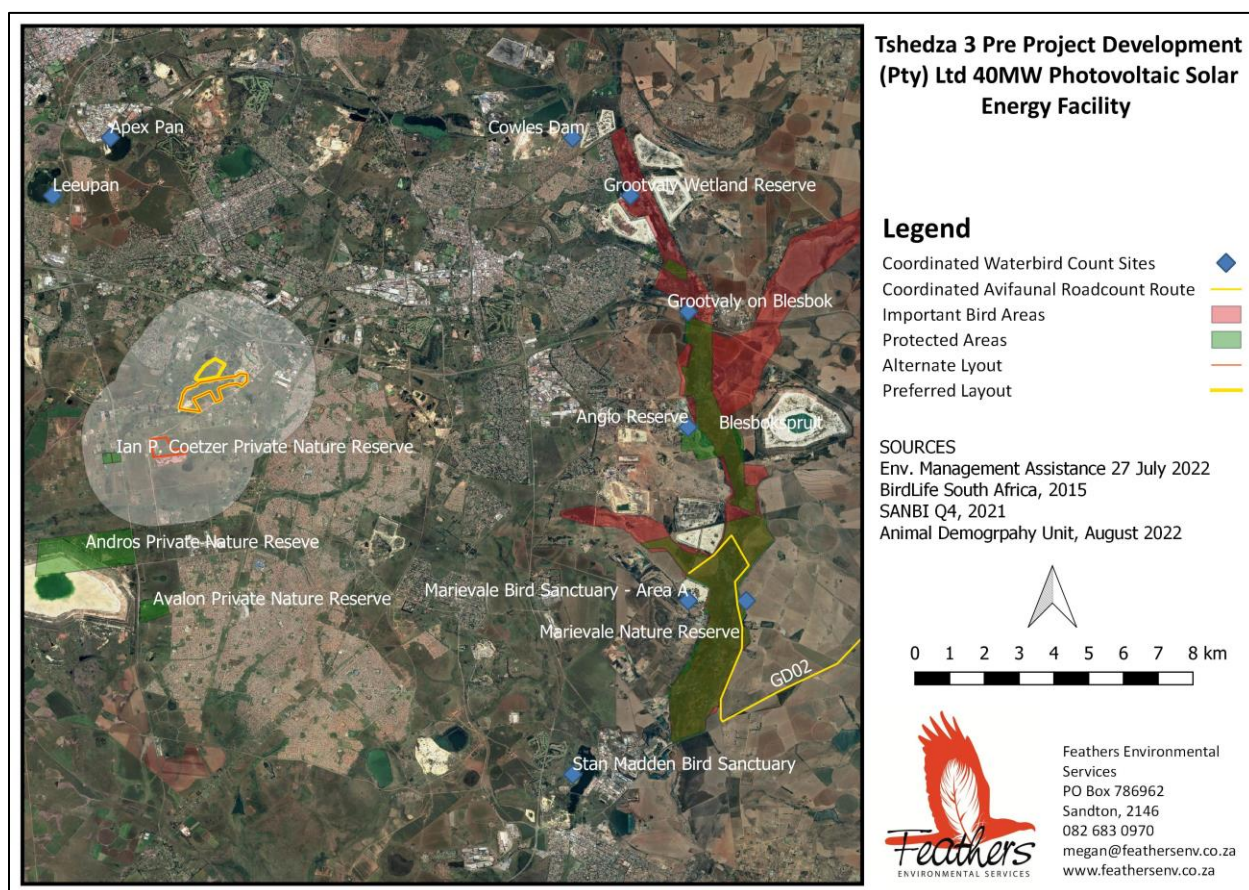 Tshedza 3 Pre Project Development
(Pty) Ltd 40MW Photovoltaic Solar
Energy Facility
Apex Pan
Cowles Dam
Leeupan
Grootvaly Wetland Reserve
Grootvaly on Blesbok
Anglo Reserve
Blesbokspruit
Ian P. Coetzer Private Nature Reserve
Andros Private Nature Reseve
Avalon Private Nature Reserve
Marievale Bird Sanctuary - Area A
Marievale Nature Reserve
GD02
Stan Madden Bird Sanctuary
Legend
Coordinated Waterbird Count Sites
Coordinated Avifaunal Roadcount Route
Important Bird Areas
Protected Areas
Alternate Lyout
Preferred Layout
SOURCES
Env. Management Assistance 27 July 2022
BirdLife South Africa, 2015
SANBI Q4, 2021
Animal Demogrpahy Unit, August 2022
0 1 2 3 4 5 6 7 8 km
Feathers
ENVIRONMENTAL SERVICES
Feathers Environmental
Services
PO Box 786962
Sandton, 2146
082 683 0970
megan@feathersenv.co.za
www.feathersenv.co.za